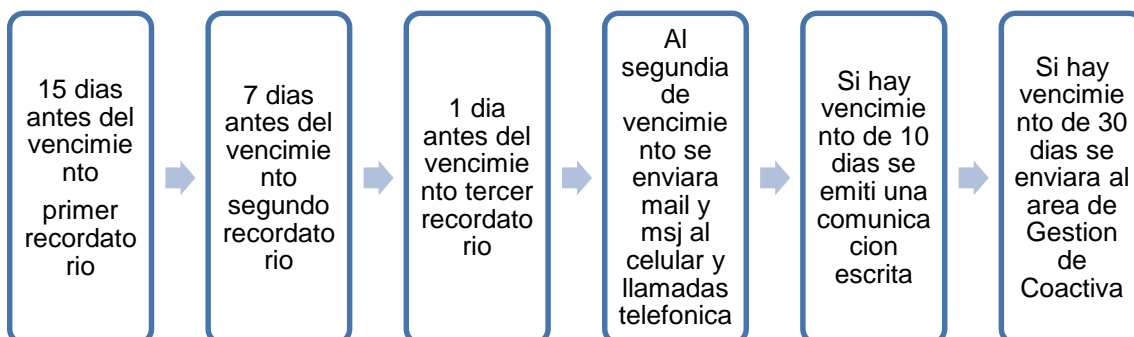 15 dias
antes del
vencimie
nto
primer
recordato
rio
7 dias
antes del
vencimie
nto
segundo
recordato
rio
1 dia
antes del
vencimie
nto tercer
recordato
rio
Al
segundia
de
vencimie
nto se
enviara
mail y
msj al
celular y
llamadas
telefonica
Si hay
vencimie
nto de 10
dias se
emiti una
comunica
cion
escrita
Si hay
vencimie
nto de 30
dias se
enviara al
area de
Gestion
de
Coactiva